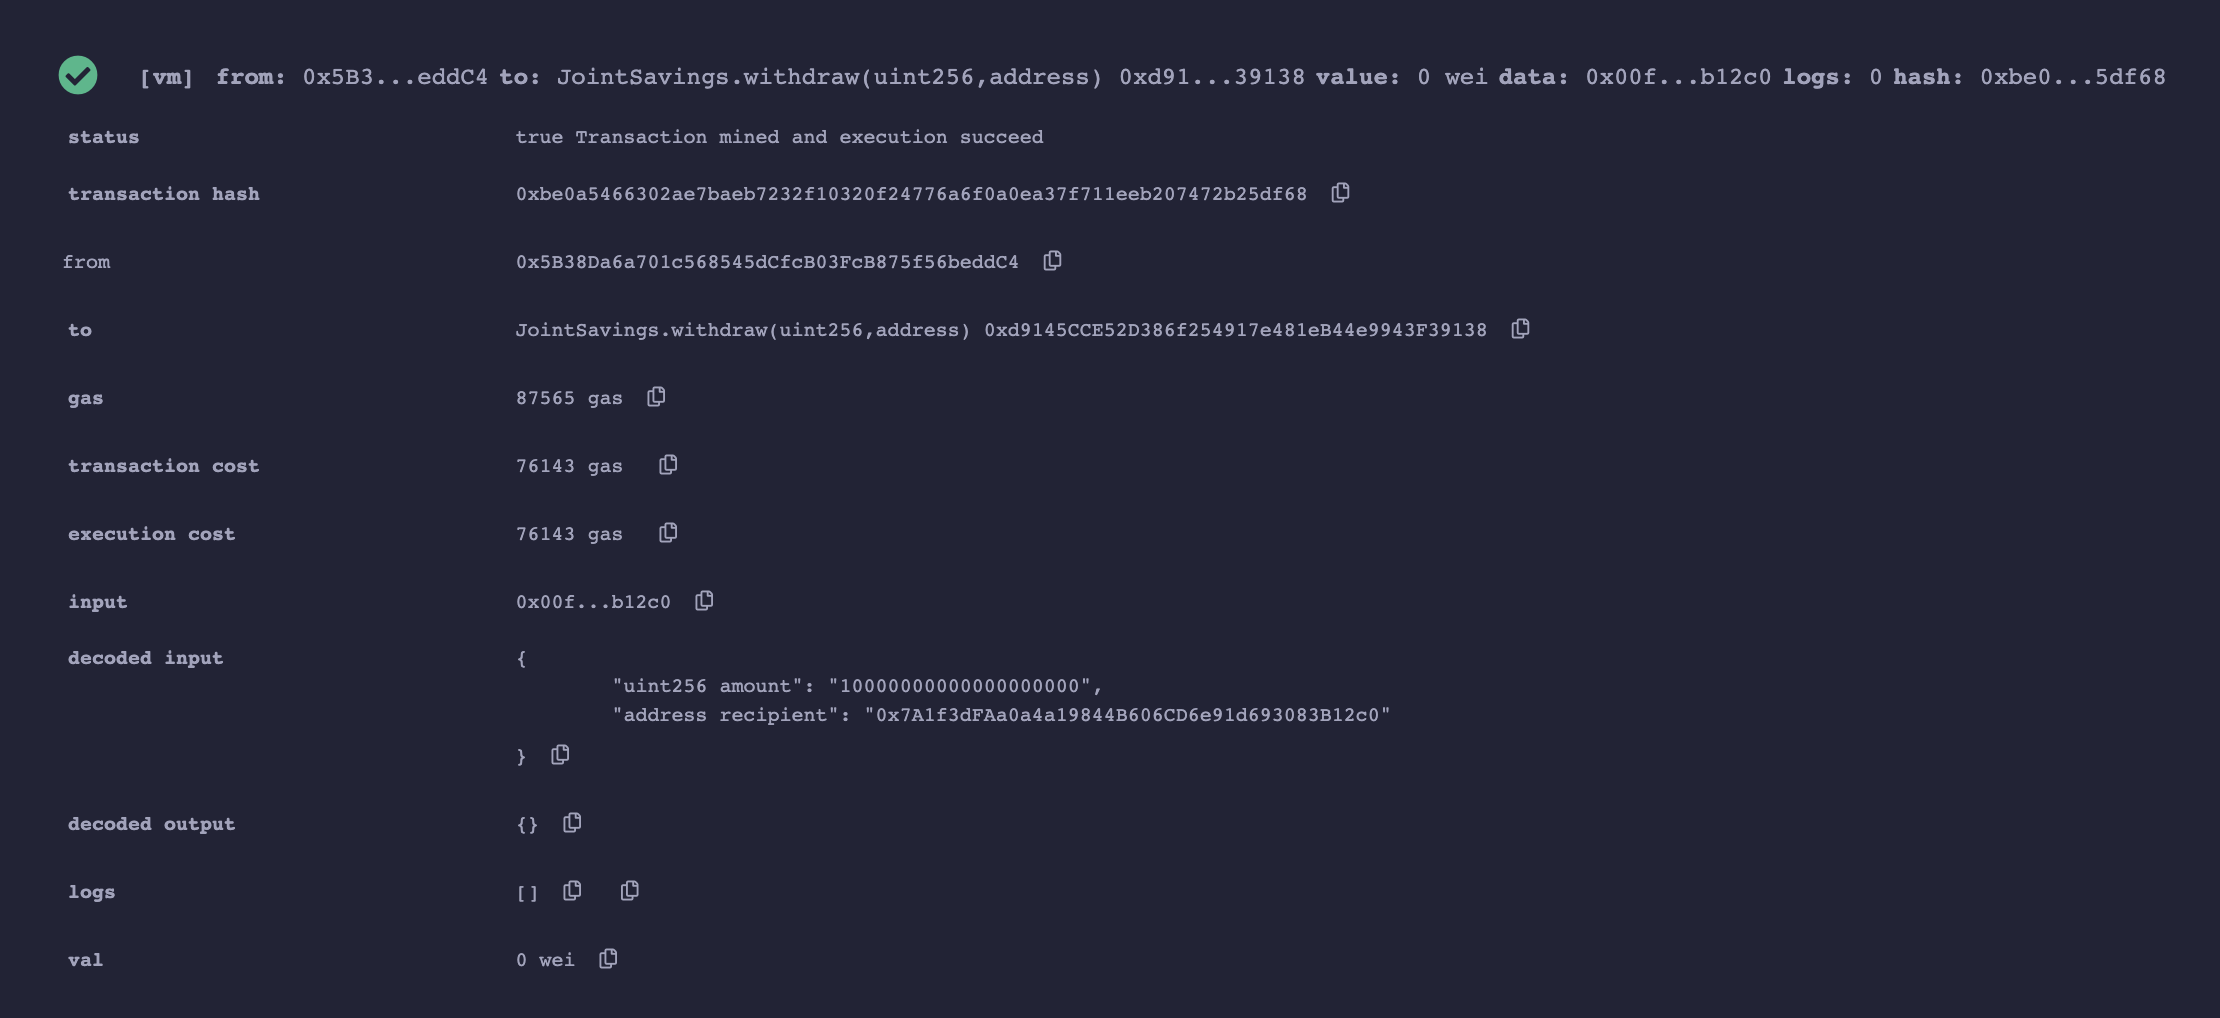 [vm] from: 0x5B3...eddC4 to: JointSavings.withdraw(uint256,address) 0xd91...39138 value: 0 wei data: 0x00f...b12c0 logs: 0 hash: 0xbe0...5df68
status true Transaction mined and execution succeed
transaction hash 0xbe0a5466302ae7baeb7232f10320f24776a6f0a0ea37f711eeb207472b25df68
from 0x5B38Da6a701c568545dCfcB03FcB875f56beddC4
to JointSavings.withdraw(uint256,address) 0xd9145CCE52D386f254917e481eB44e9943F39138
gas 87565 gas
transaction cost 76143 gas
execution cost 76143 gas
input 0x00f...b12c0
decoded input {
"uint256 amount": "10000000000000000000",
"address recipient": "0x7A1f3dFAa0a4a19844B606CD6e91d693083B12c0"
}
decoded output {}
logs []
val 0 wei